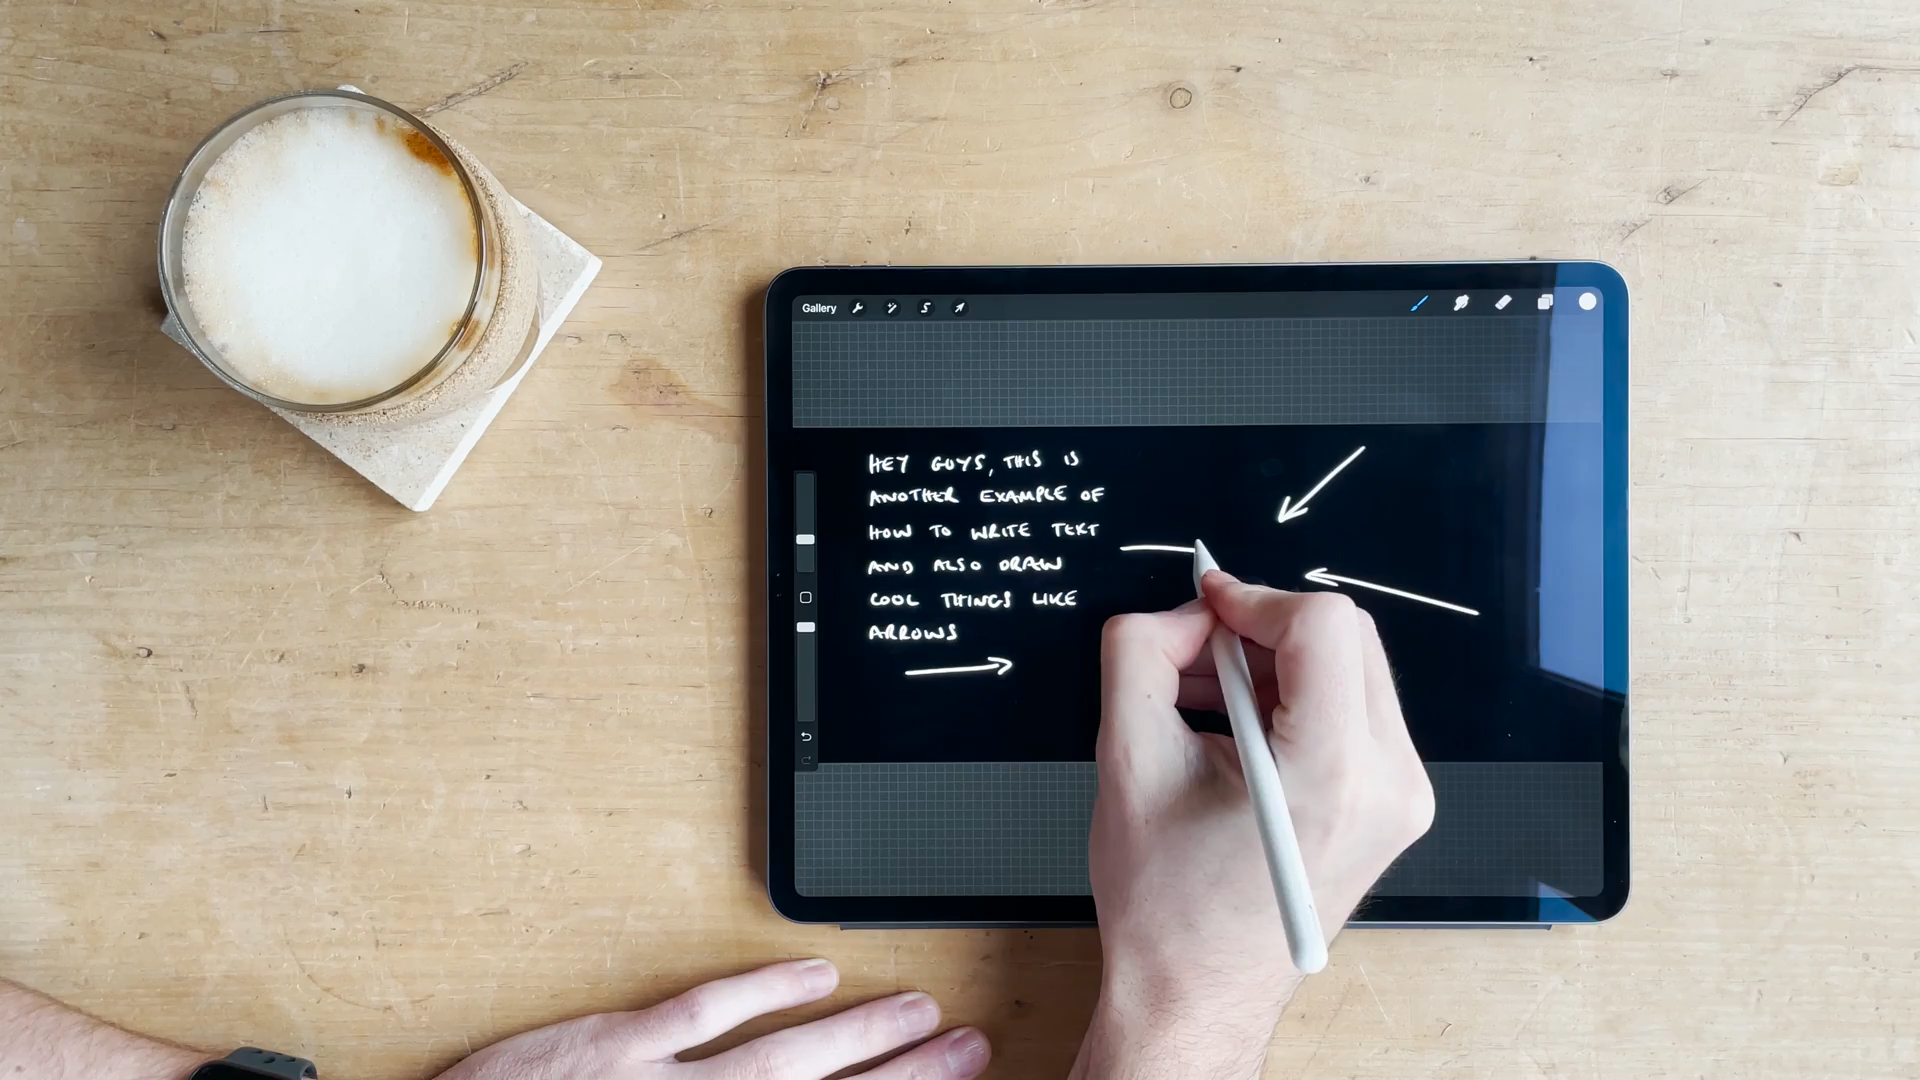 Gallery
HEY GUYS, THIS IS
ANOTHER EXAMPLE OF
HOW TO WRITE TEXT
AND ALSO DRAW
COOL THINGS LIKE
ARROWS